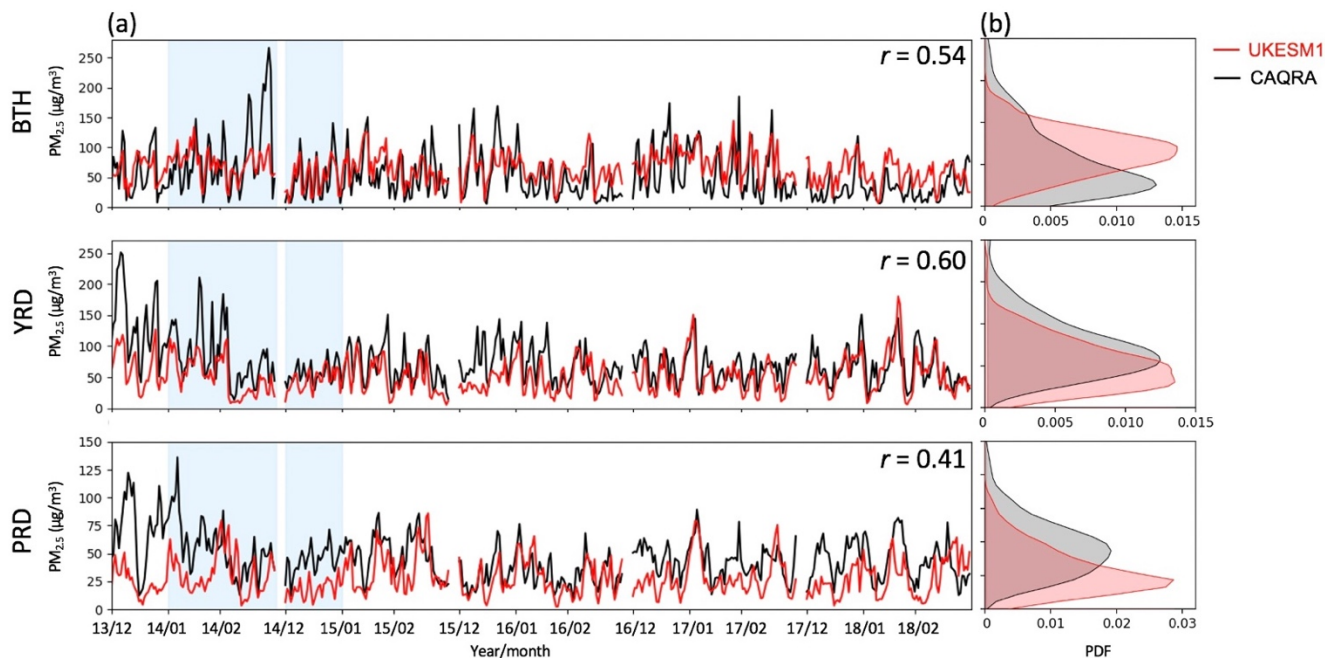 (a)
(b)
UKESM1
CAQRA
BTH
PM2.5 (µg/m³)
250
200
150
100
50
0
r = 0.54
0 0.005 0.010 0.015
YRD
PM2.5 (µg/m³)
250
200
150
100
50
0
r = 0.60
0 0.005 0.010 0.015
PRD
PM2.5 (µg/m³)
150
125
100
75
50
25
0
r = 0.41
13/12 14/01 14/02 14/12 15/01 15/02 15/12 16/01 16/02 16/12 17/01 17/02 17/12 18/01 18/02
0 0.01 0.02 0.03
Year/month
PDF